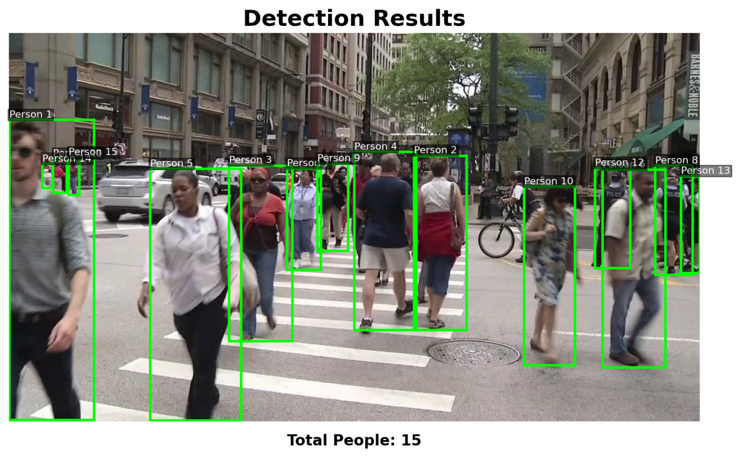 Detection Results
Person 1
Person 15
Person 14
Person 5
Person 3
Person 9
Person 4
Person 2
Person 10
Person 12
Person 8
Person 13
BARNES&NOBLE
POLICE
Total People: 15